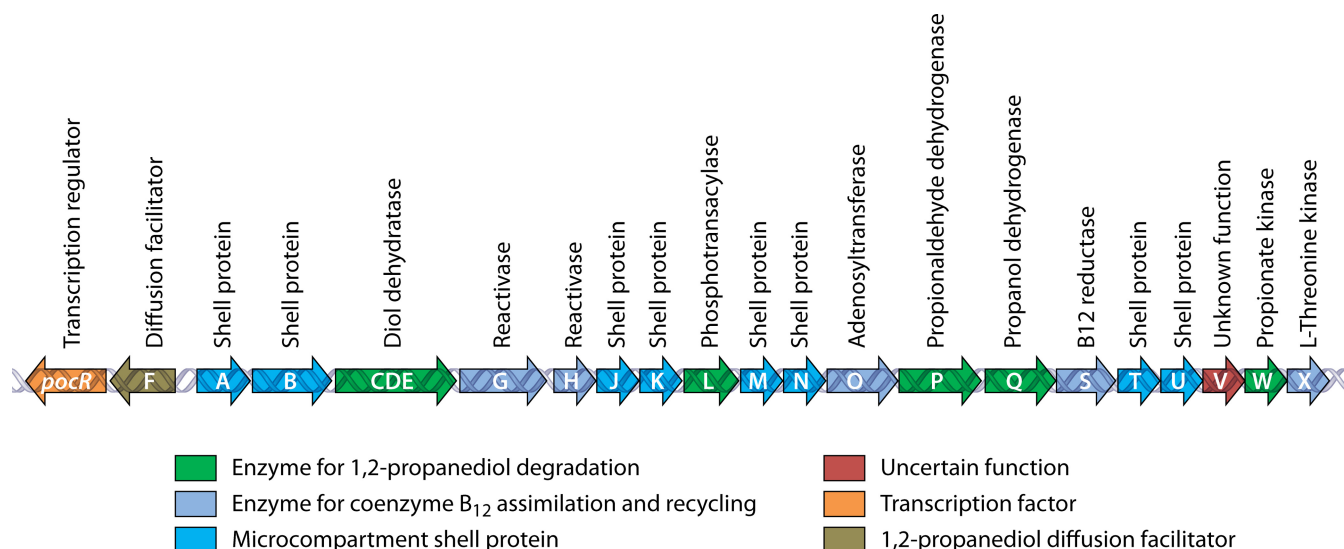 Transcription regulator
Diffusion facilitator
Shell protein
Shell protein
Diol dehydratase
Reactivase
Reactivase
Shell protein
Shell protein
Phosphotransacylase
Shell protein
Shell protein
Adenosyltransferase
Propionaldehyde dehydrogenase
Propanol dehydrogenase
B12 reductase
Shell protein
Shell protein
Unknown function
Propionate kinase
L-Threonine kinase
pocR F A B CDE G H J K L M N O P Q S T U V W X
Enzyme for 1,2-propanediol degradation
Enzyme for coenzyme B₁₂ assimilation and recycling
Microcompartment shell protein
Uncertain function
Transcription factor
1,2-propanediol diffusion facilitator